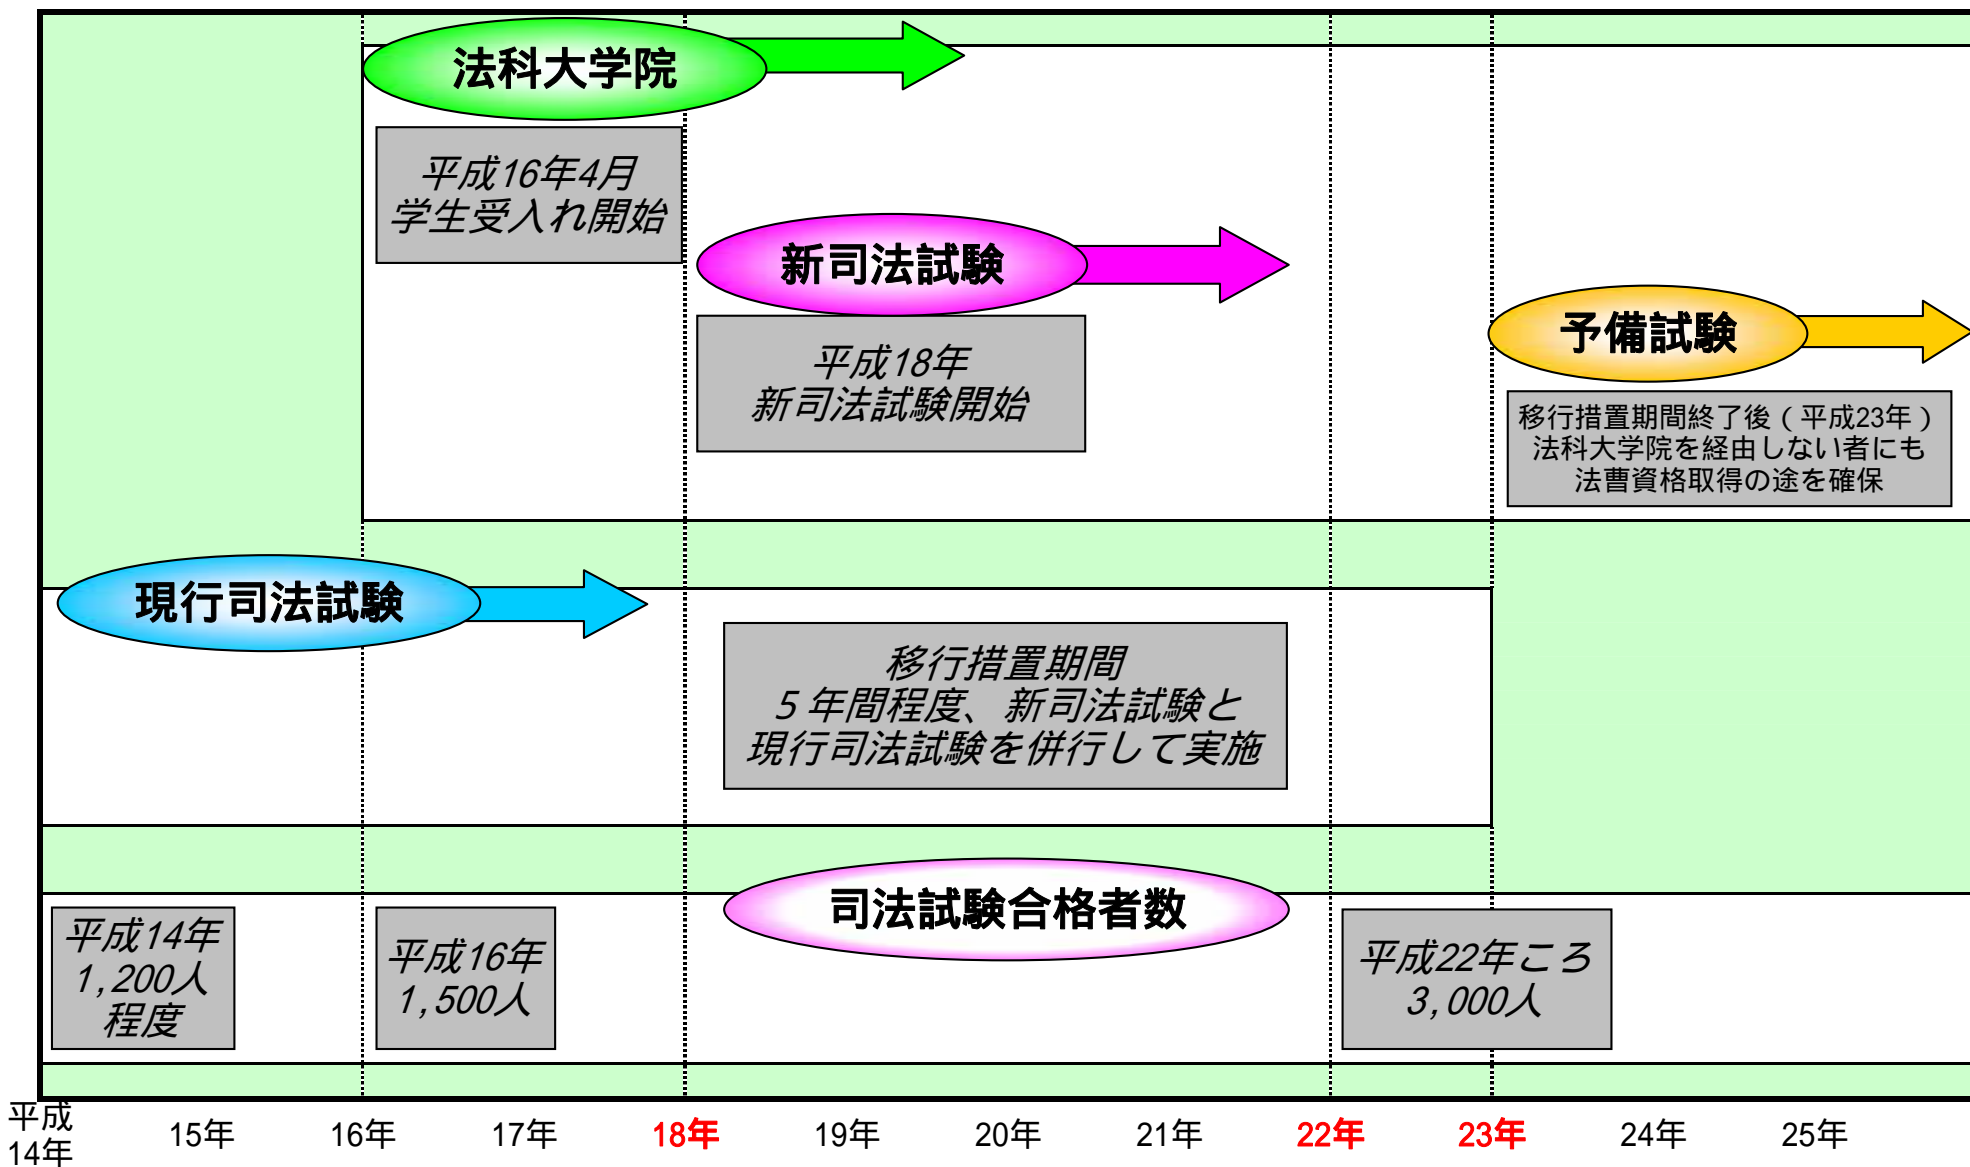 法科大学院
平成16年4月
学生受入れ開始
新司法試験
平成18年
新司法試験開始
予備試験
移行措置期間終了後（平成23年）
法科大学院を経由しない者にも
法曹資格取得の途を確保
現行司法試験
移行措置期間
５年間程度、新司法試験と
現行司法試験を併行して実施
司法試験合格者数
平成14年
1,200人
程度
平成16年
1,500人
平成22年ころ
3,000人
平成
14年
15年
16年
17年
18年
19年
20年
21年
22年
23年
24年
25年